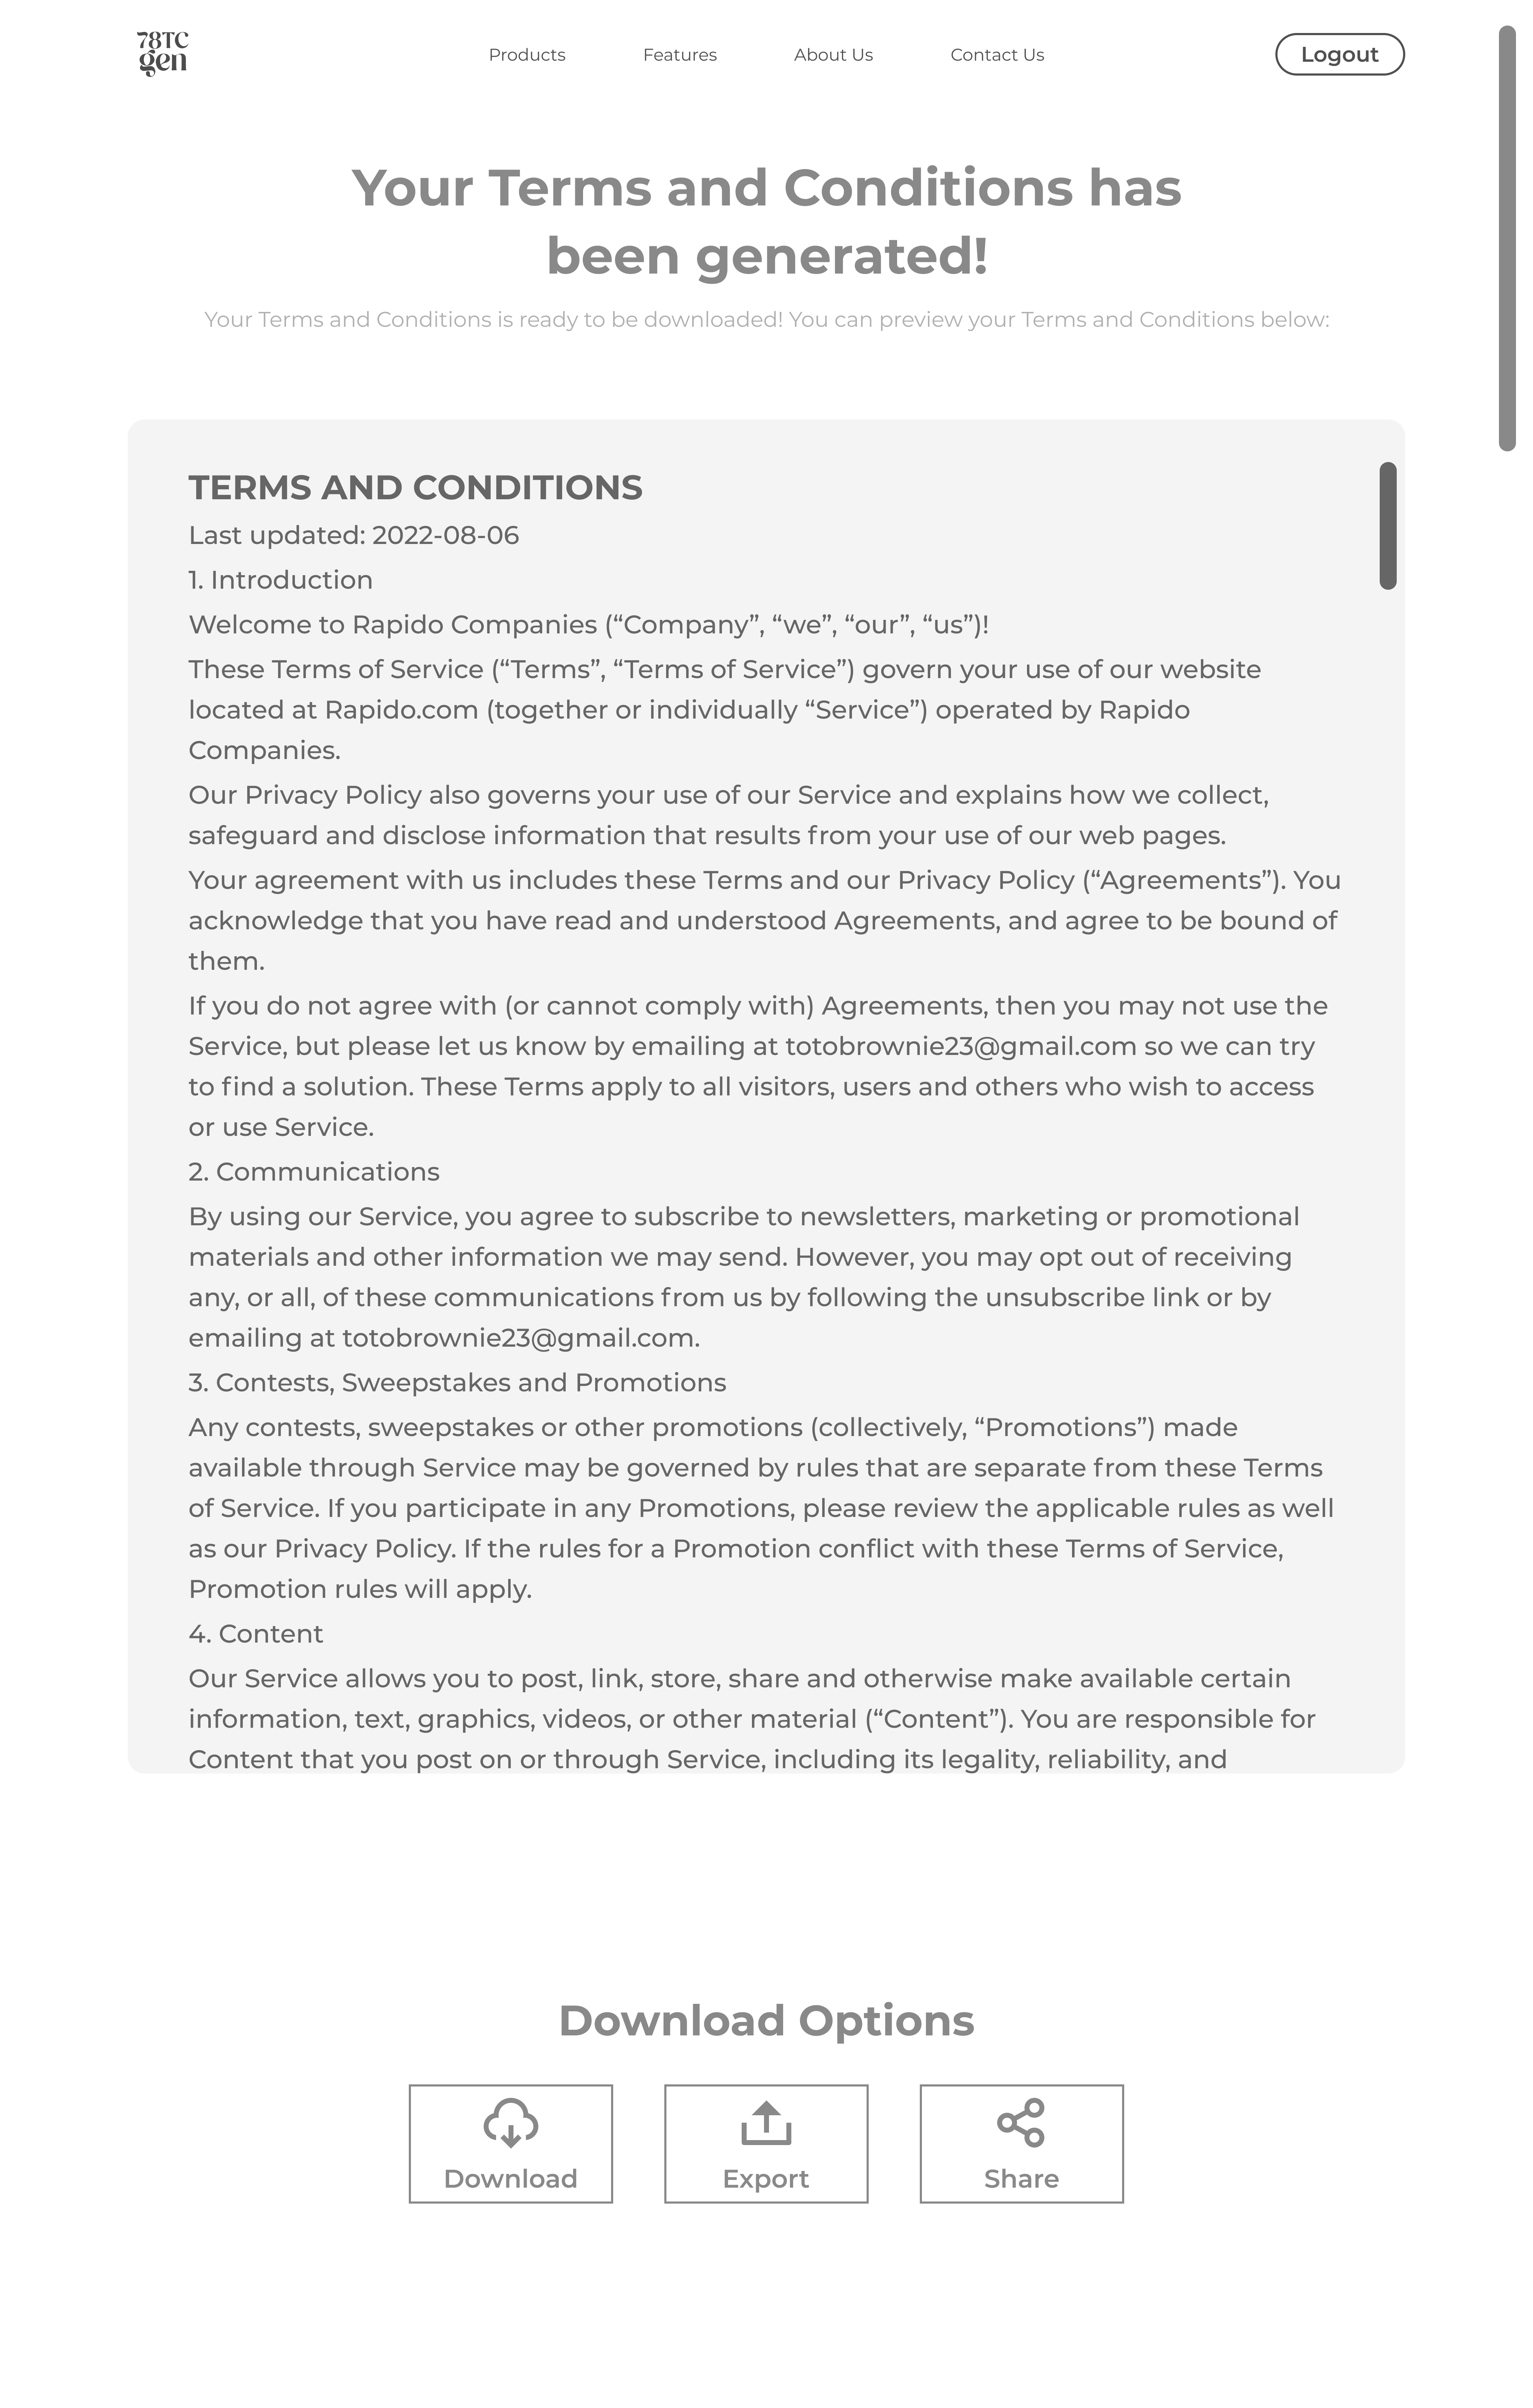 78TC
gen
Products
Features
About Us
Contact Us
Logout
Your Terms and Conditions has
been generated!
Your Terms and Conditions is ready to be downloaded! You can preview your Terms and Conditions below:
TERMS AND CONDITIONS
Last updated: 2022-08-06
1. Introduction
Welcome to Rapido Companies (“Company”, “we”, “our”, “us”)!
These Terms of Service (“Terms”, “Terms of Service”) govern your use of our website
located at Rapido.com (together or individually “Service”) operated by Rapido
Companies.
Our Privacy Policy also governs your use of our Service and explains how we collect,
safeguard and disclose information that results from your use of our web pages.
Your agreement with us includes these Terms and our Privacy Policy (“Agreements”). You
acknowledge that you have read and understood Agreements, and agree to be bound of
them.
If you do not agree with (or cannot comply with) Agreements, then you may not use the
Service, but please let us know by emailing at totobrownie23@gmail.com so we can try
to find a solution. These Terms apply to all visitors, users and others who wish to access
or use Service.
2. Communications
By using our Service, you agree to subscribe to newsletters, marketing or promotional
materials and other information we may send. However, you may opt out of receiving
any, or all, of these communications from us by following the unsubscribe link or by
emailing at totobrownie23@gmail.com.
3. Contests, Sweepstakes and Promotions
Any contests, sweepstakes or other promotions (collectively, “Promotions”) made
available through Service may be governed by rules that are separate from these Terms
of Service. If you participate in any Promotions, please review the applicable rules as well
as our Privacy Policy. If the rules for a Promotion conflict with these Terms of Service,
Promotion rules will apply.
4. Content
Our Service allows you to post, link, store, share and otherwise make available certain
information, text, graphics, videos, or other material (“Content”). You are responsible for
Content that you post on or through Service, including its legality, reliability, and
Download Options
Download
Export
Share